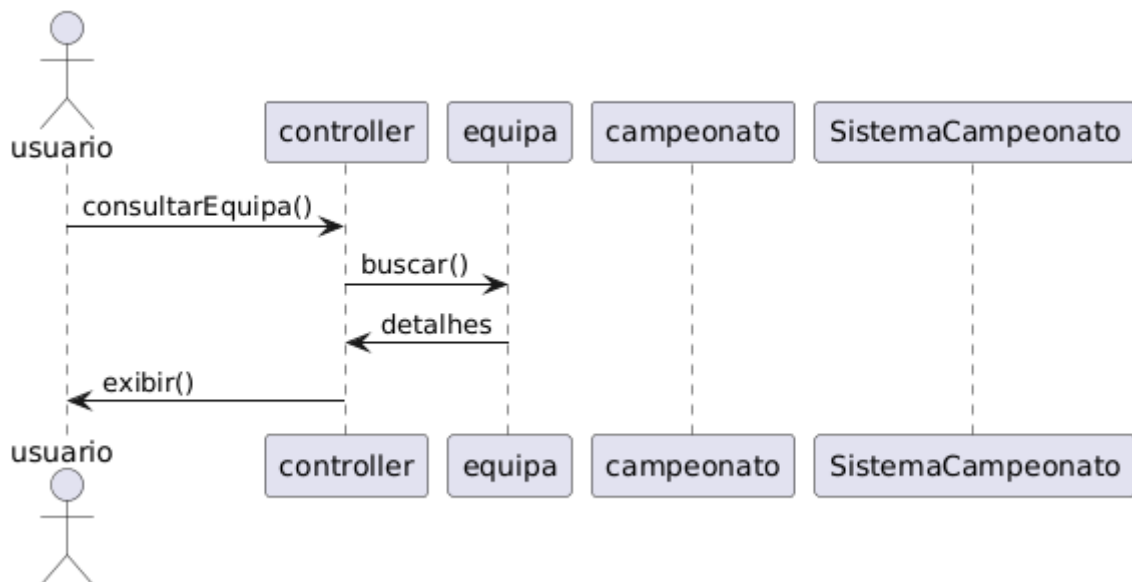 usuario
controller
equipa
campeonato
SistemaCampeonato
consultarEquipa()
buscar()
detalhes
exibir()
usuario
controller
equipa
campeonato
SistemaCampeonato